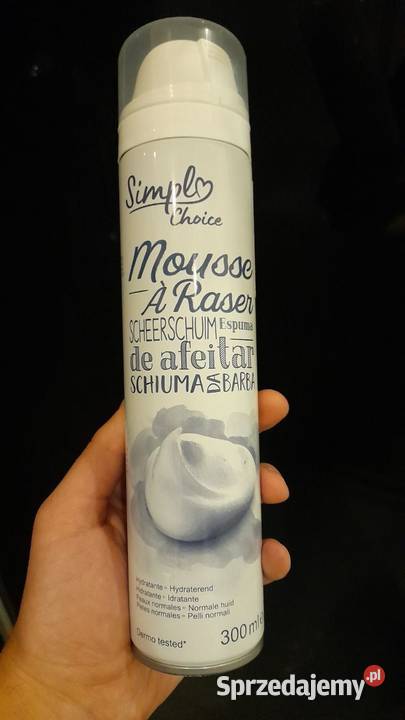 Simpl
Choice
Mousse
À Raser
SCHEERSCHUIM Espuma
de afeitar
SCHIUMA DA BARBA
Hydratante - Hydraterend
Hidratante - Idratante
Peaux normales - Normale huid
Pieles normales - Pelli normali
Dermo tested*
300 ml e
Sprzedajemy.pl